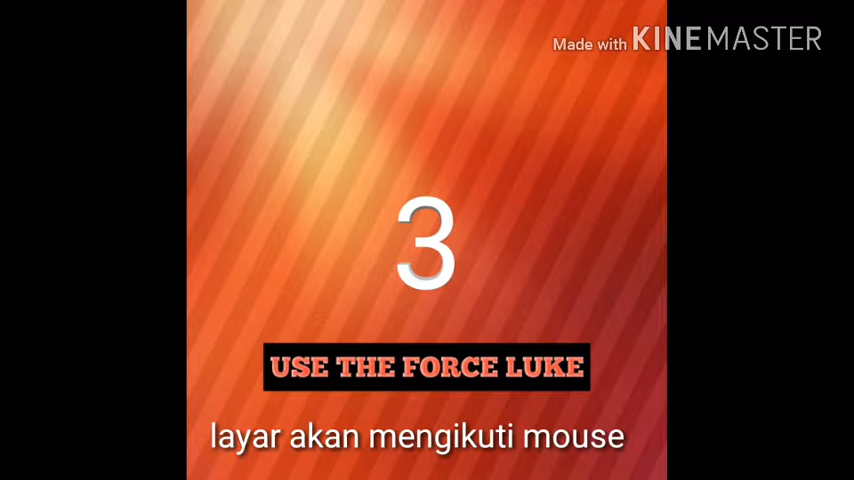 Made with KINEMASTER
3
USE THE FORCE LUKE
layar akan mengikuti mouse